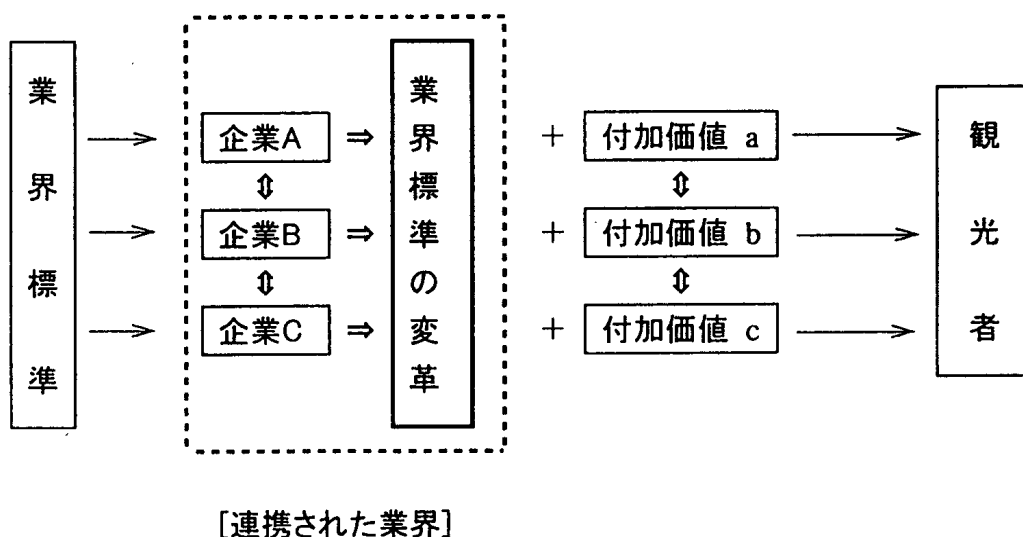 業界標準
企業A ⇒
⇕
企業B ⇒
⇕
企業C ⇒
業界標準の変革
+ 付加価値 a
⇕
+ 付加価値 b
⇕
+ 付加価値 c
観光者
[連携された業界]